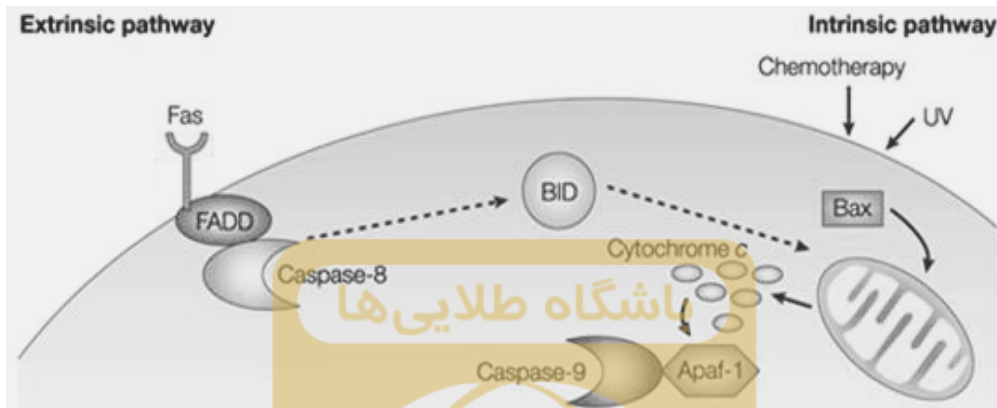 Extrinsic pathway
Intrinsic pathway
Chemotherapy
UV
Fas
FADD
BID
Bax
Caspase-8
Cytochrome c
باشگاه طلایی‌ها
Caspase-9
Apaf-1